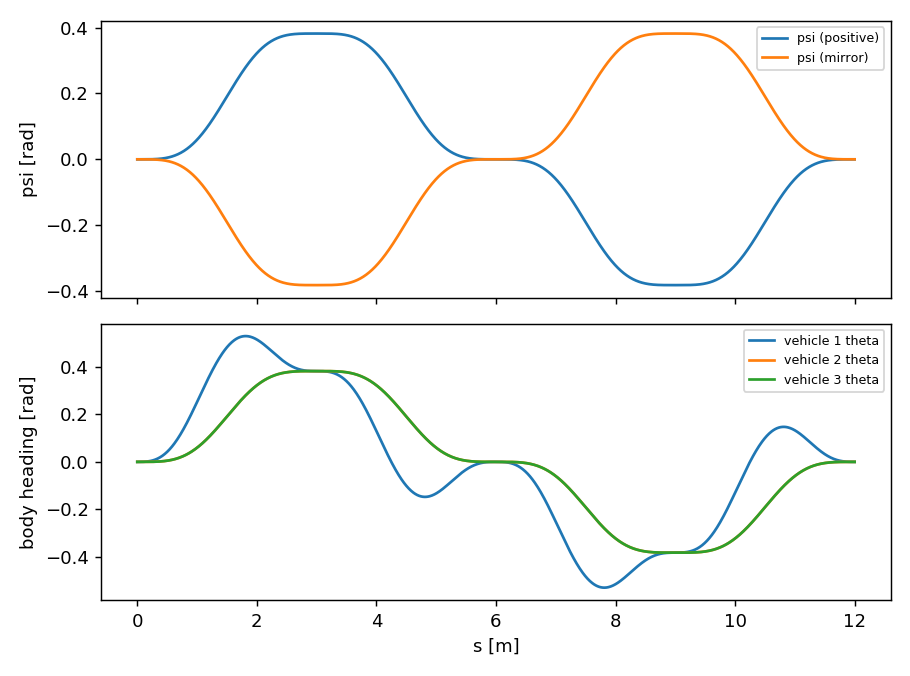 0.4
0.2
0.0
−0.2
−0.4
psi [rad]
psi (positive)
psi (mirror)
0.4
0.2
0.0
−0.2
−0.4
body heading [rad]
vehicle 1 theta
vehicle 2 theta
vehicle 3 theta
0 2 4 6 8 10 12
s [m]